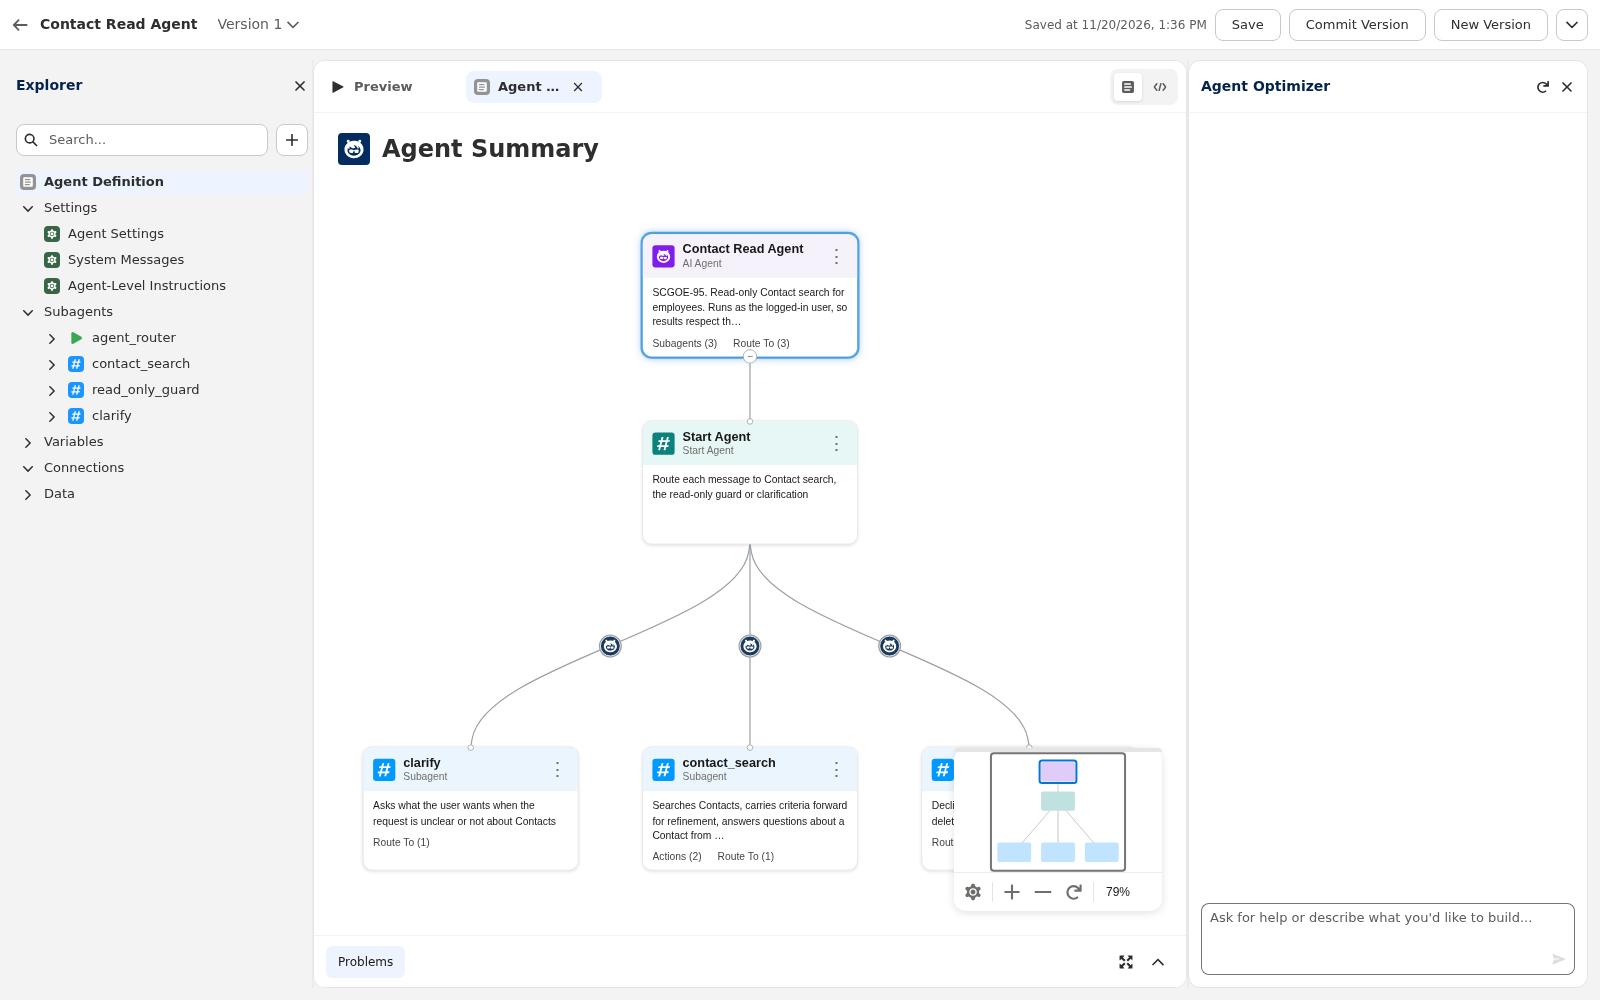 Contact Read Agent
Version 1
Saved at 11/20/2026, 1:36 PM
Save
Commit Version
New Version
Explorer
Search...
Agent Definition
Settings
Agent Settings
System Messages
Agent-Level Instructions
Subagents
agent_router
contact_search
read_only_guard
clarify
Variables
Connections
Data
Preview
Agent ...
Agent Summary
Contact Read Agent
AI Agent
SCGOE-95. Read-only Contact search for
employees. Runs as the logged-in user, so
results respect th…
Subagents (3) Route To (3)
Start Agent
Start Agent
Route each message to Contact search,
the read-only guard or clarification
clarify
Subagent
Asks what the user wants when the
request is unclear or not about Contacts
Route To (1)
contact_search
Subagent
Searches Contacts, carries criteria forward
for refinement, answers questions about a
Contact from …
Actions (2) Route To (1)
79%
Problems
Agent Optimizer
Ask for help or describe what you'd like to build...